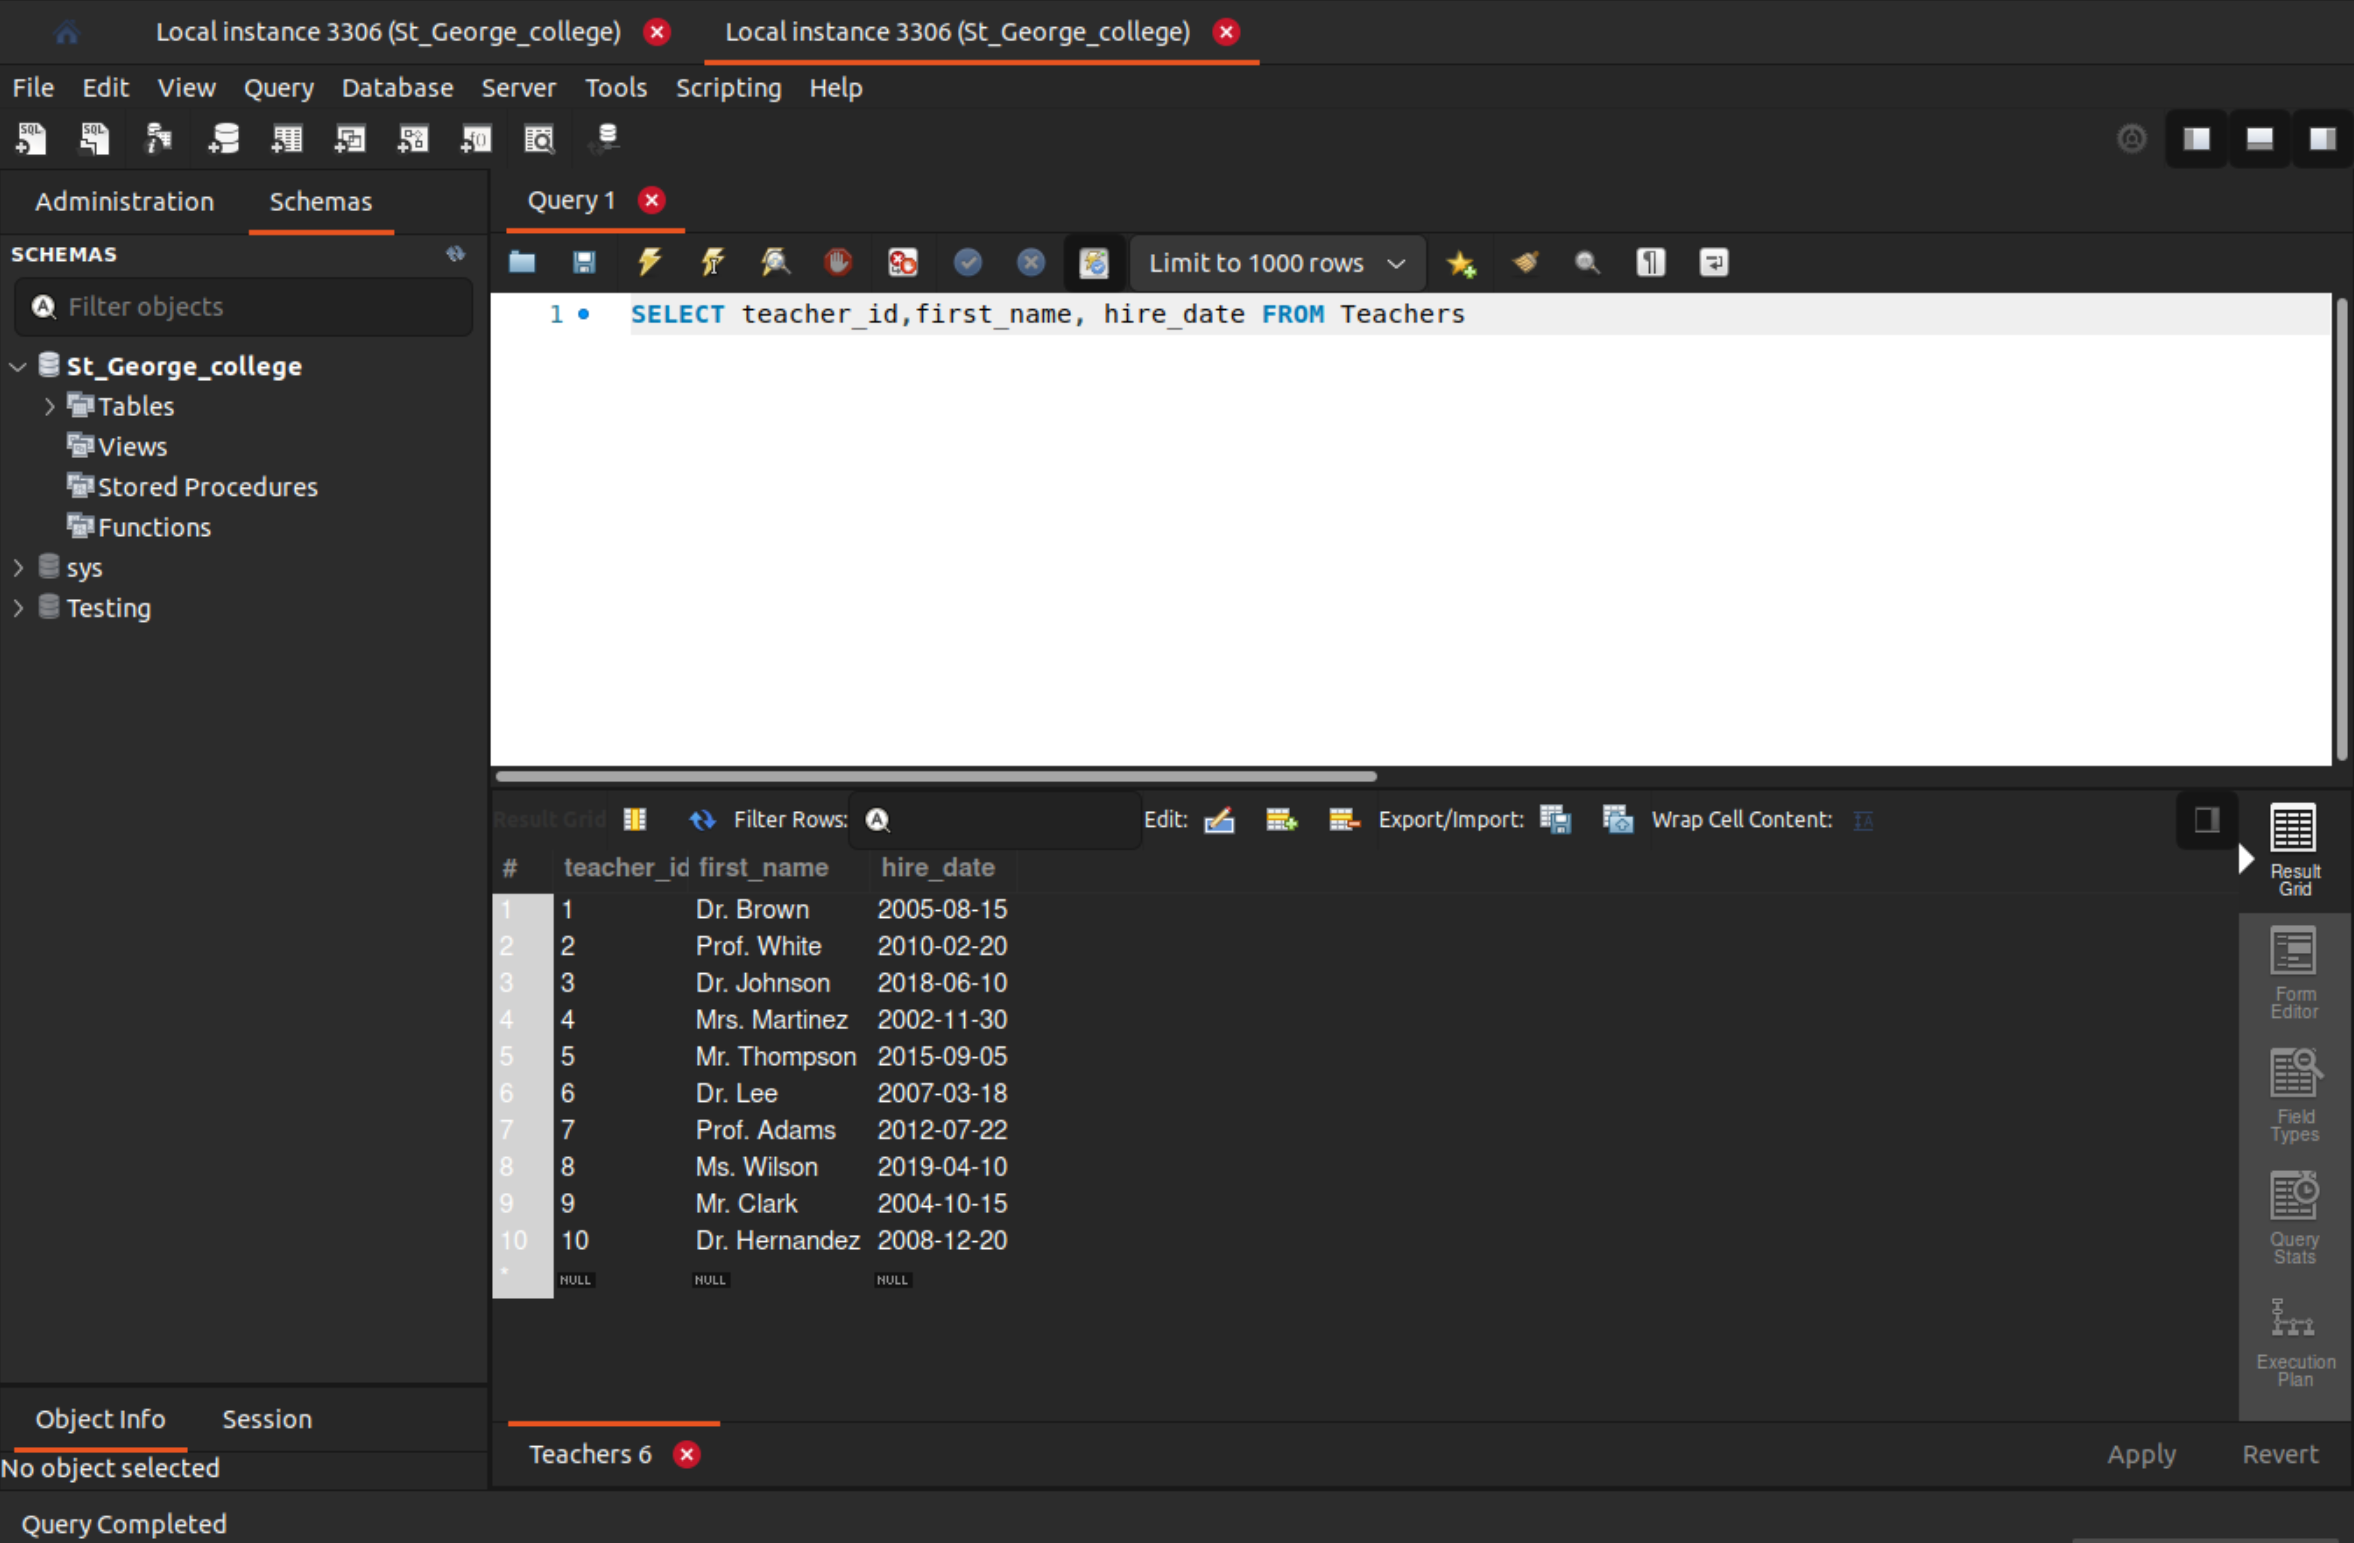 Local instance 3306 (St_George_college) Local instance 3306 (St_George_college)
File Edit View Query Database Server Tools Scripting Help
Administration Schemas
SCHEMAS
Filter objects
St_George_college
Tables
Views
Stored Procedures
Functions
sys
Testing
Object Info Session
No object selected
Query Completed
Query 1
Limit to 1000 rows
1 SELECT teacher_id,first_name, hire_date FROM Teachers
Result Grid Filter Rows: Edit: Export/Import: Wrap Cell Content:
# teacher_id first_name hire_date
1 1 Dr. Brown 2005-08-15
2 2 Prof. White 2010-02-20
3 3 Dr. Johnson 2018-06-10
4 4 Mrs. Martinez 2002-11-30
5 5 Mr. Thompson 2015-09-05
6 6 Dr. Lee 2007-03-18
7 7 Prof. Adams 2012-07-22
8 8 Ms. Wilson 2019-04-10
9 9 Mr. Clark 2004-10-15
10 10 Dr. Hernandez 2008-12-20
* NULL NULL NULL
Result
Grid
Form
Editor
Field
Types
Query
Stats
Execution
Plan
Teachers 6 Apply Revert